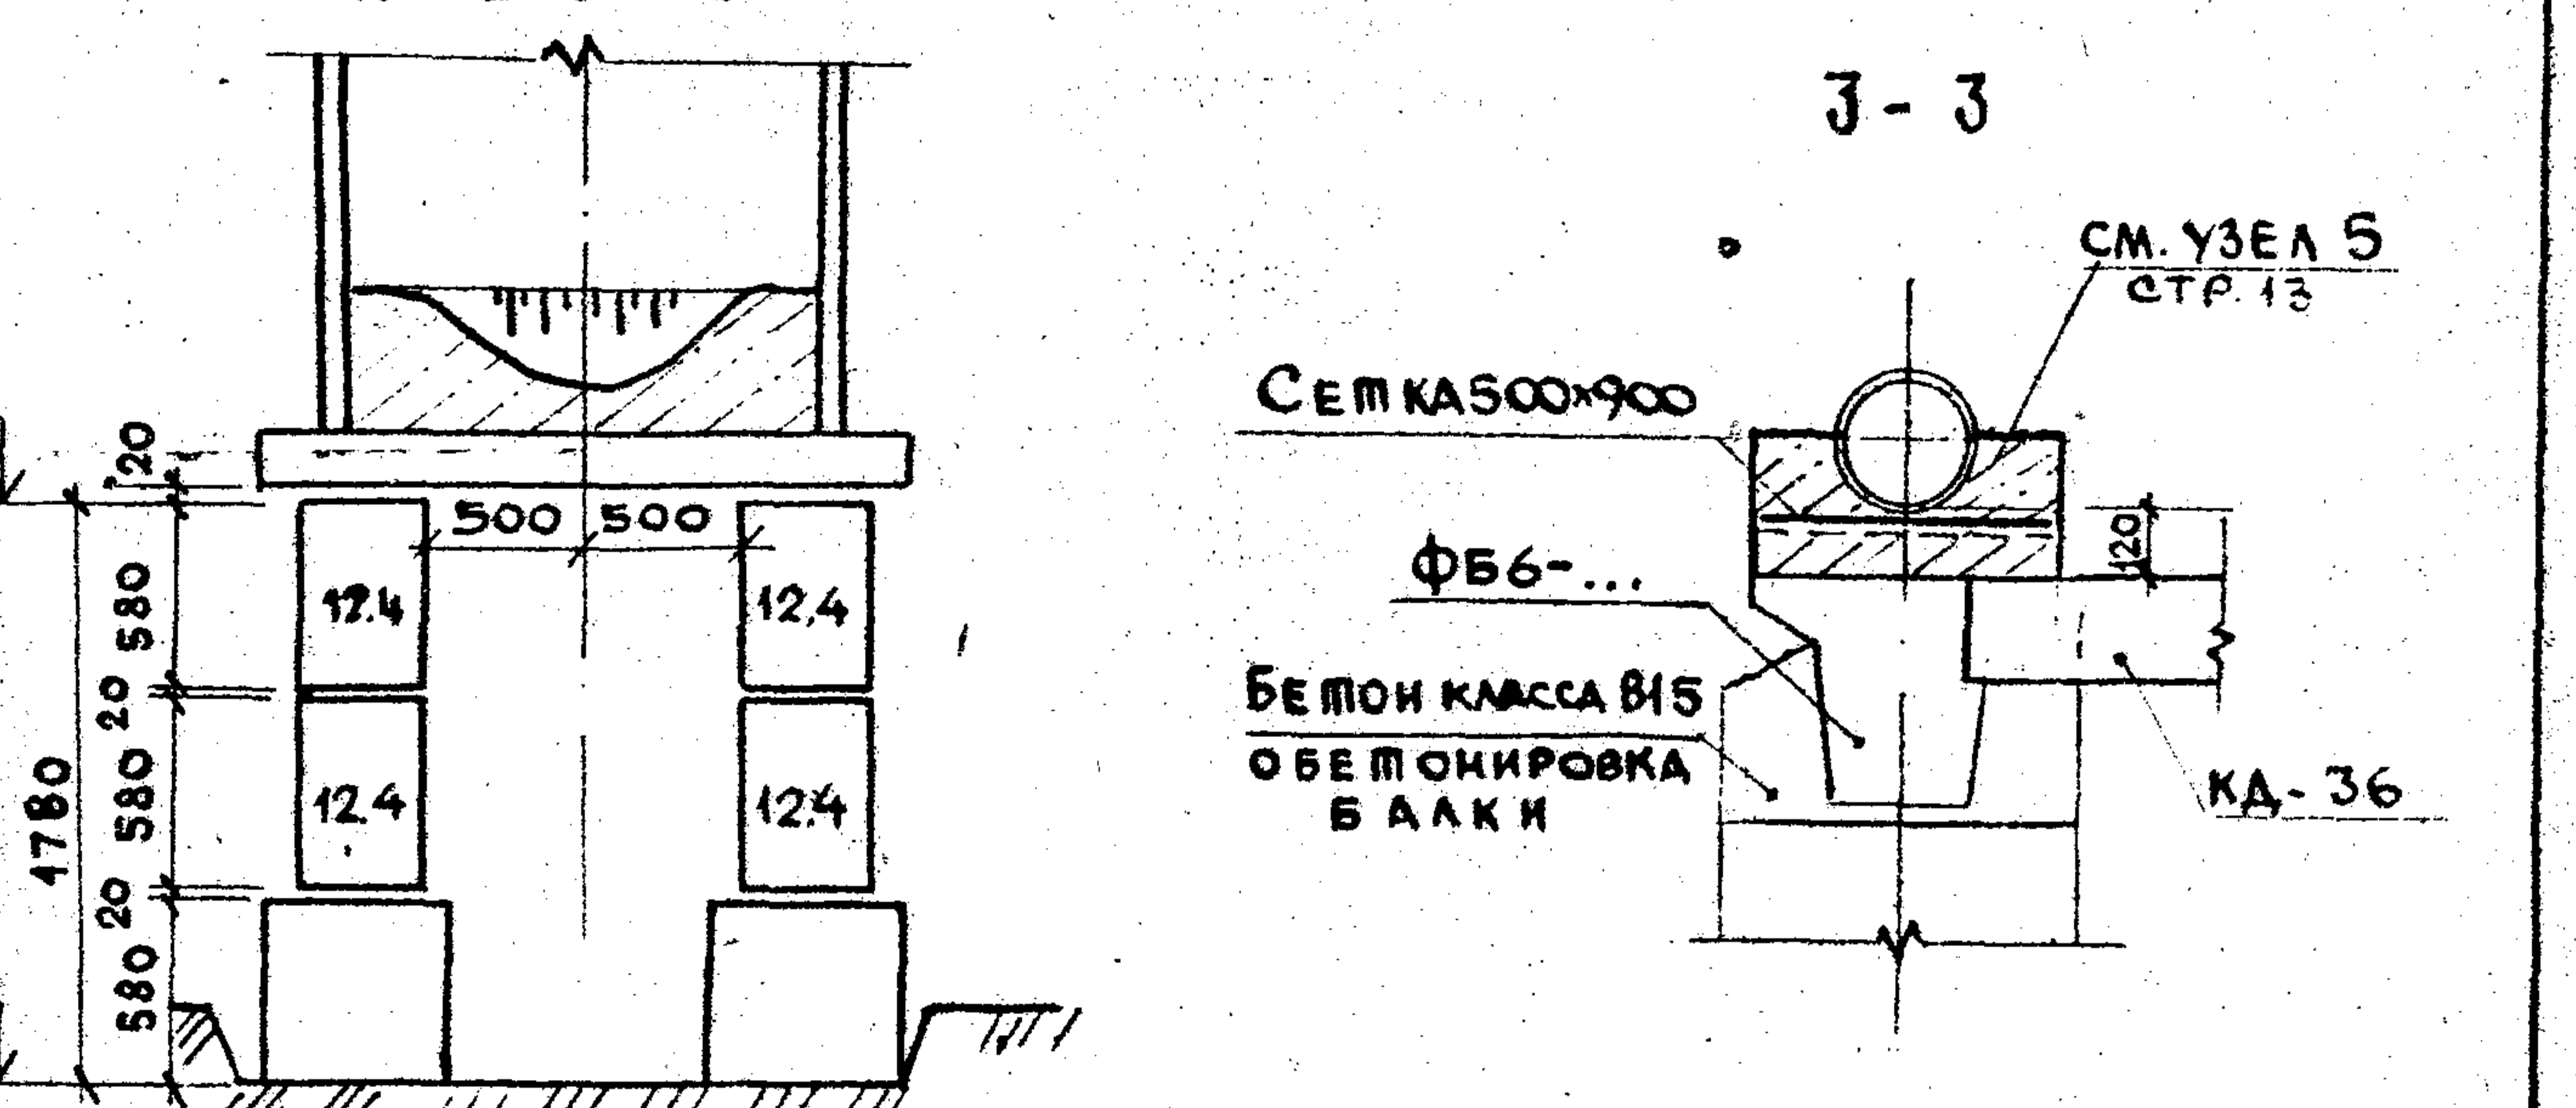 3 - 3
СМ. УЗЕЛ 5
СТР. 13
СЕТКА 500×900
120
ФБ6-...
БЕТОН КЛАССА В15
ОБЕТОНИРОВКА
БАЛКИ
КД-36
20
500 500
580
12.4 12.4
20
1780
580
12.4 12.4
20
580